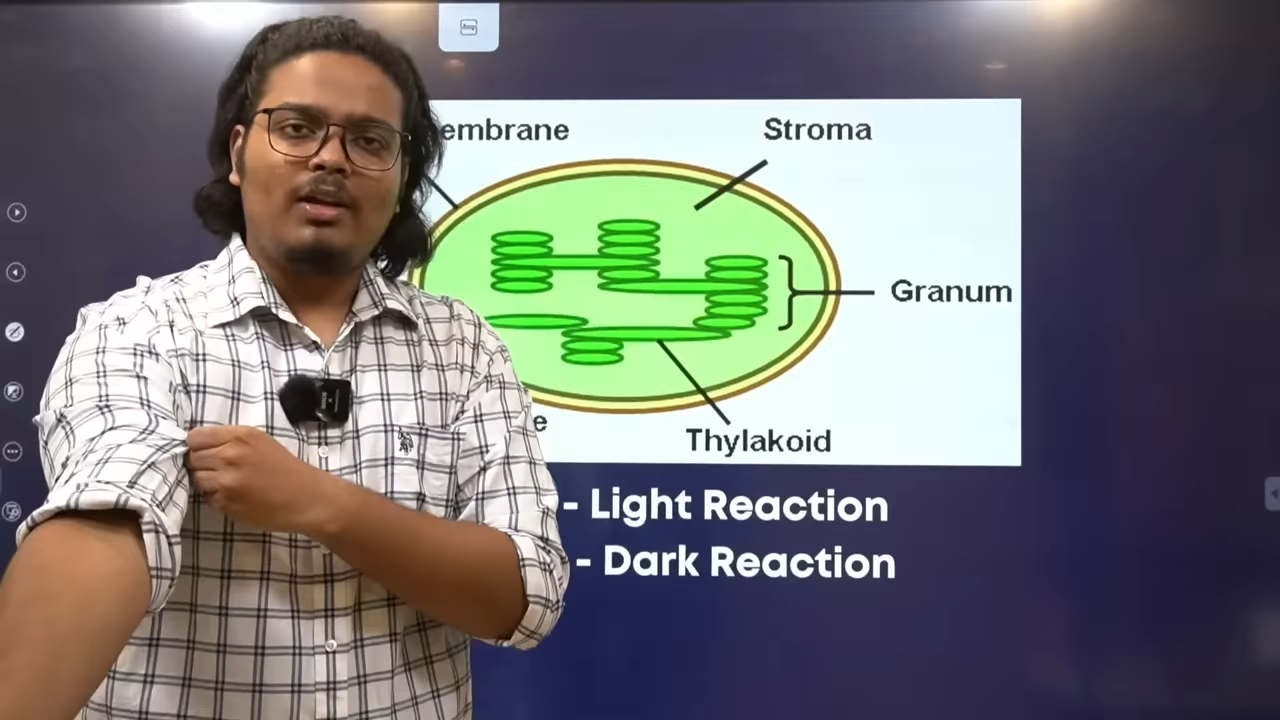 embrane
Stroma
Granum
e
Thylakoid
- Light Reaction
- Dark Reaction